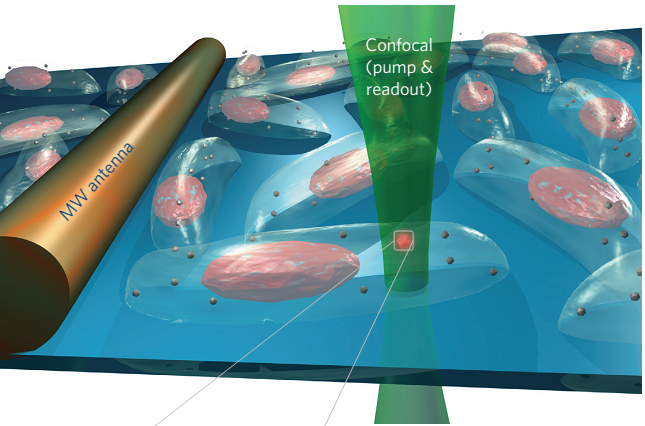 Confocal
(pump &
readout)
MW antenna